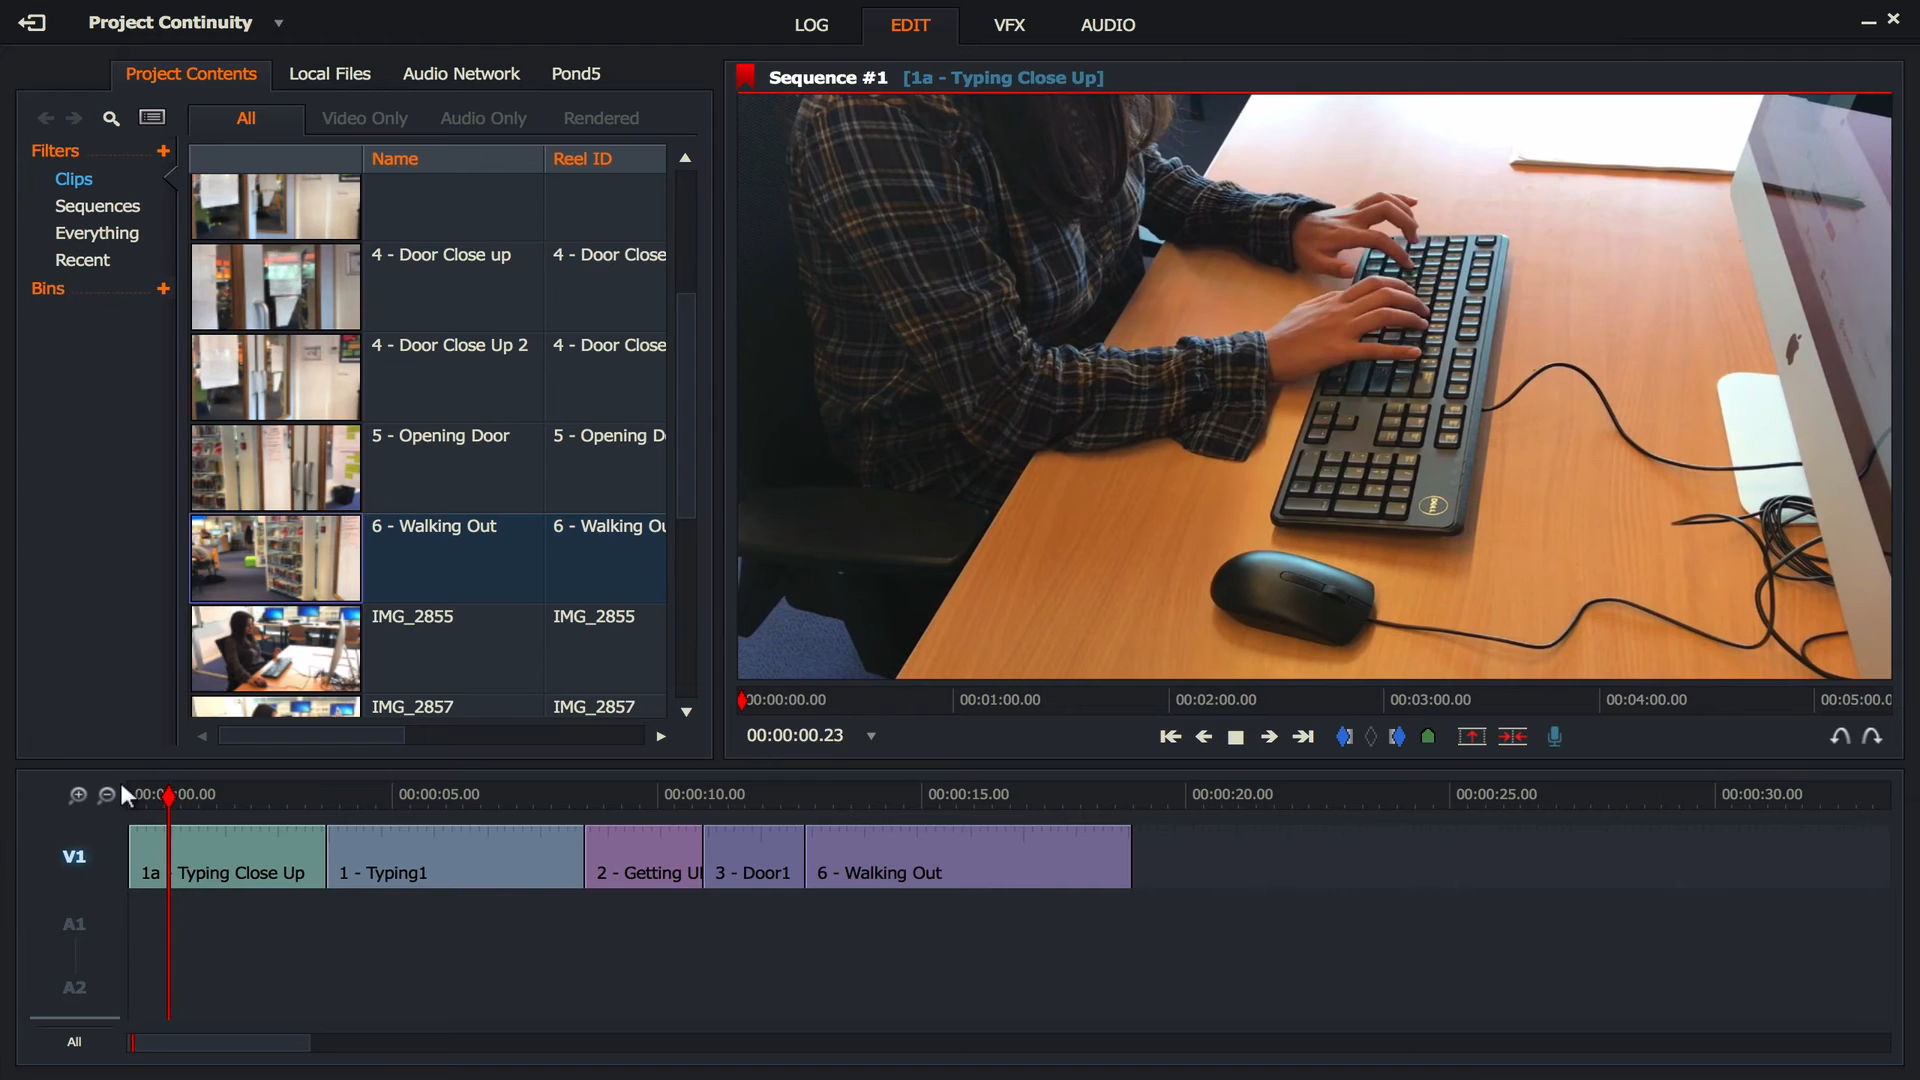 Project Continuity
LOG
EDIT
VFX
AUDIO
Project Contents
Local Files
Audio Network
Pond5
Sequence #1 [1a - Typing Close Up]
All
Video Only
Audio Only
Rendered
Filters
Clips
Sequences
Everything
Recent
Bins
Name
Reel ID
4 - Door Close up
4 - Door Close
4 - Door Close Up 2
4 - Door Close
5 - Opening Door
5 - Opening D
6 - Walking Out
6 - Walking Ou
IMG_2855
IMG_2855
IMG_2857
IMG_2857
DELL
00:00:00.00
00:01:00.00
00:02:00.00
00:03:00.00
00:04:00.00
00:05:00.0
00:00:00.23
00:00:05.00
00:00:10.00
00:00:15.00
00:00:20.00
00:00:25.00
00:00:30.00
V1
1a - Typing Close Up
1 - Typing1
2 - Getting U
3 - Door1
6 - Walking Out
A1
A2
All